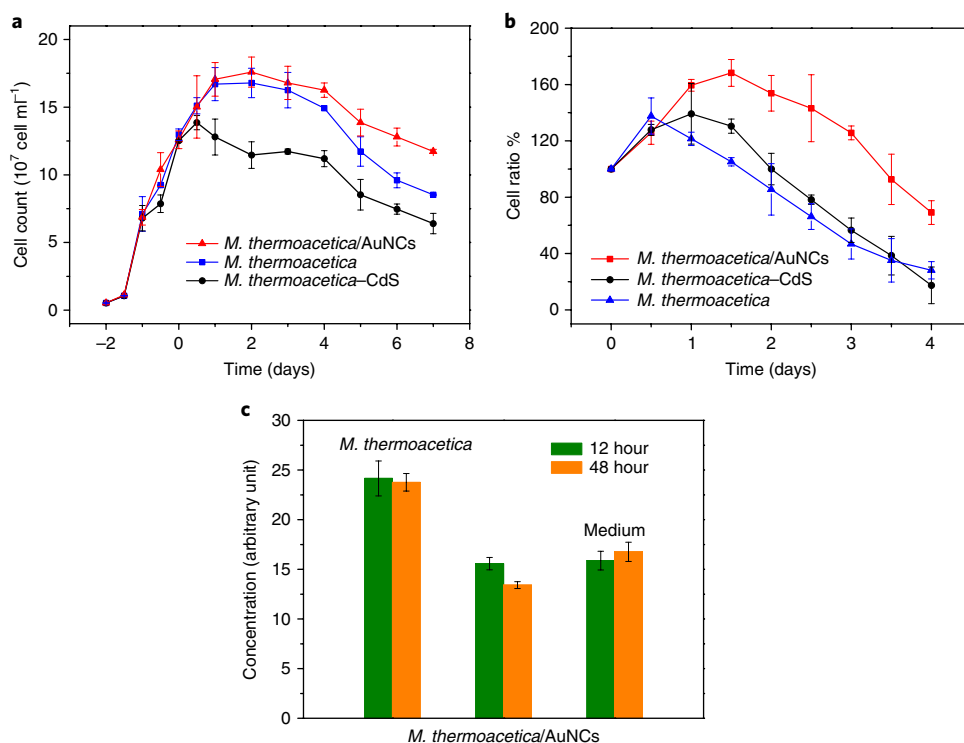 a
20
15
10
5
0
Cell count (10⁷ cell ml⁻¹)
M. thermoacetica/AuNCs
M. thermoacetica
M. thermoacetica–CdS
−2
0
2
4
6
8
Time (days)
b
200
160
120
80
40
0
Cell ratio %
M. thermoacetica/AuNCs
M. thermoacetica–CdS
M. thermoacetica
0
1
2
3
4
Time (days)
c
30
25
20
15
10
5
0
Concentration (arbitrary unit)
M. thermoacetica
12 hour
48 hour
Medium
M. thermoacetica/AuNCs